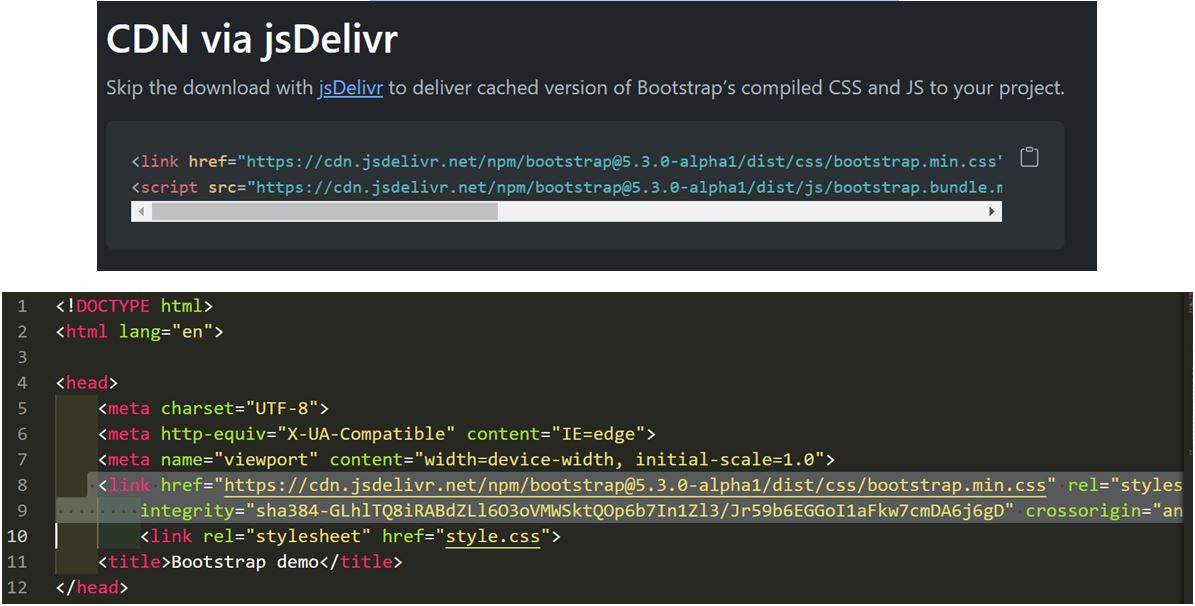 CDN via jsDelivr
Skip the download with jsDelivr to deliver cached version of Bootstrap's compiled CSS and JS to your project.
<link href="https://cdn.jsdelivr.net/npm/bootstrap@5.3.0-alpha1/dist/css/bootstrap.min.css"
<script src="https://cdn.jsdelivr.net/npm/bootstrap@5.3.0-alpha1/dist/js/bootstrap.bundle.m
1 <!DOCTYPE html>
2 <html lang="en">
3
4 <head>
5 <meta charset="UTF-8">
6 <meta http-equiv="X-UA-Compatible" content="IE=edge">
7 <meta name="viewport" content="width=device-width, initial-scale=1.0">
8 <link href="https://cdn.jsdelivr.net/npm/bootstrap@5.3.0-alpha1/dist/css/bootstrap.min.css" rel="styles
9 integrity="sha384-GLhlTQ8iRABdZLl6O3oVMWSktQOp6b7In1Zl3/Jr59b6EGGoI1aFkw7cmDA6j6gD" crossorigin="an
10 <link rel="stylesheet" href="style.css">
11 <title>Bootstrap demo</title>
12 </head>